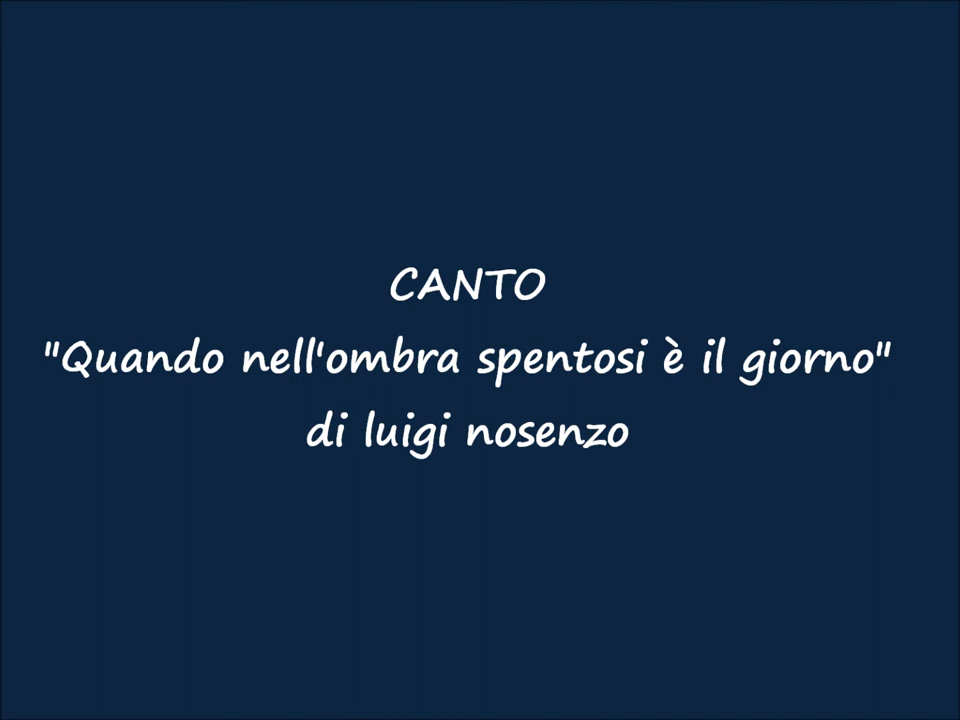 CANTO
"Quando nell'ombra spentosi è il giorno"
di luigi nosenzo